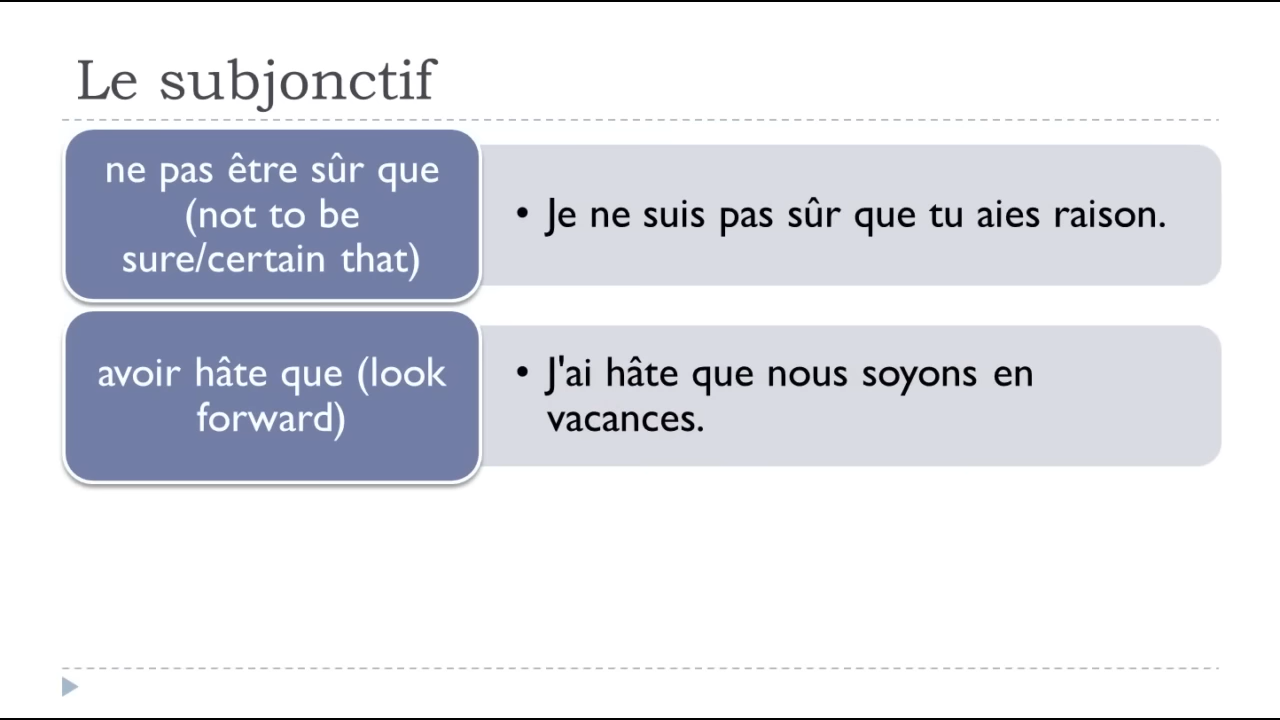 Le subjonctif
ne pas être sûr que
(not to be
sure/certain that)
• Je ne suis pas sûr que tu aies raison.
avoir hâte que (look
forward)
• J'ai hâte que nous soyons en
vacances.